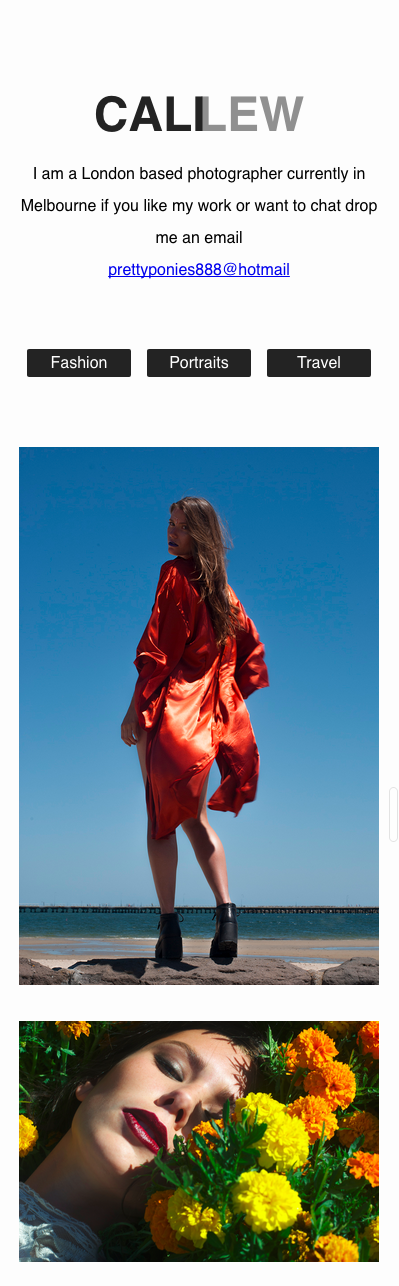 CALLEW
I am a London based photographer currently in
Melbourne if you like my work or want to chat drop
me an email
prettyponies888@hotmail
Fashion Portraits Travel